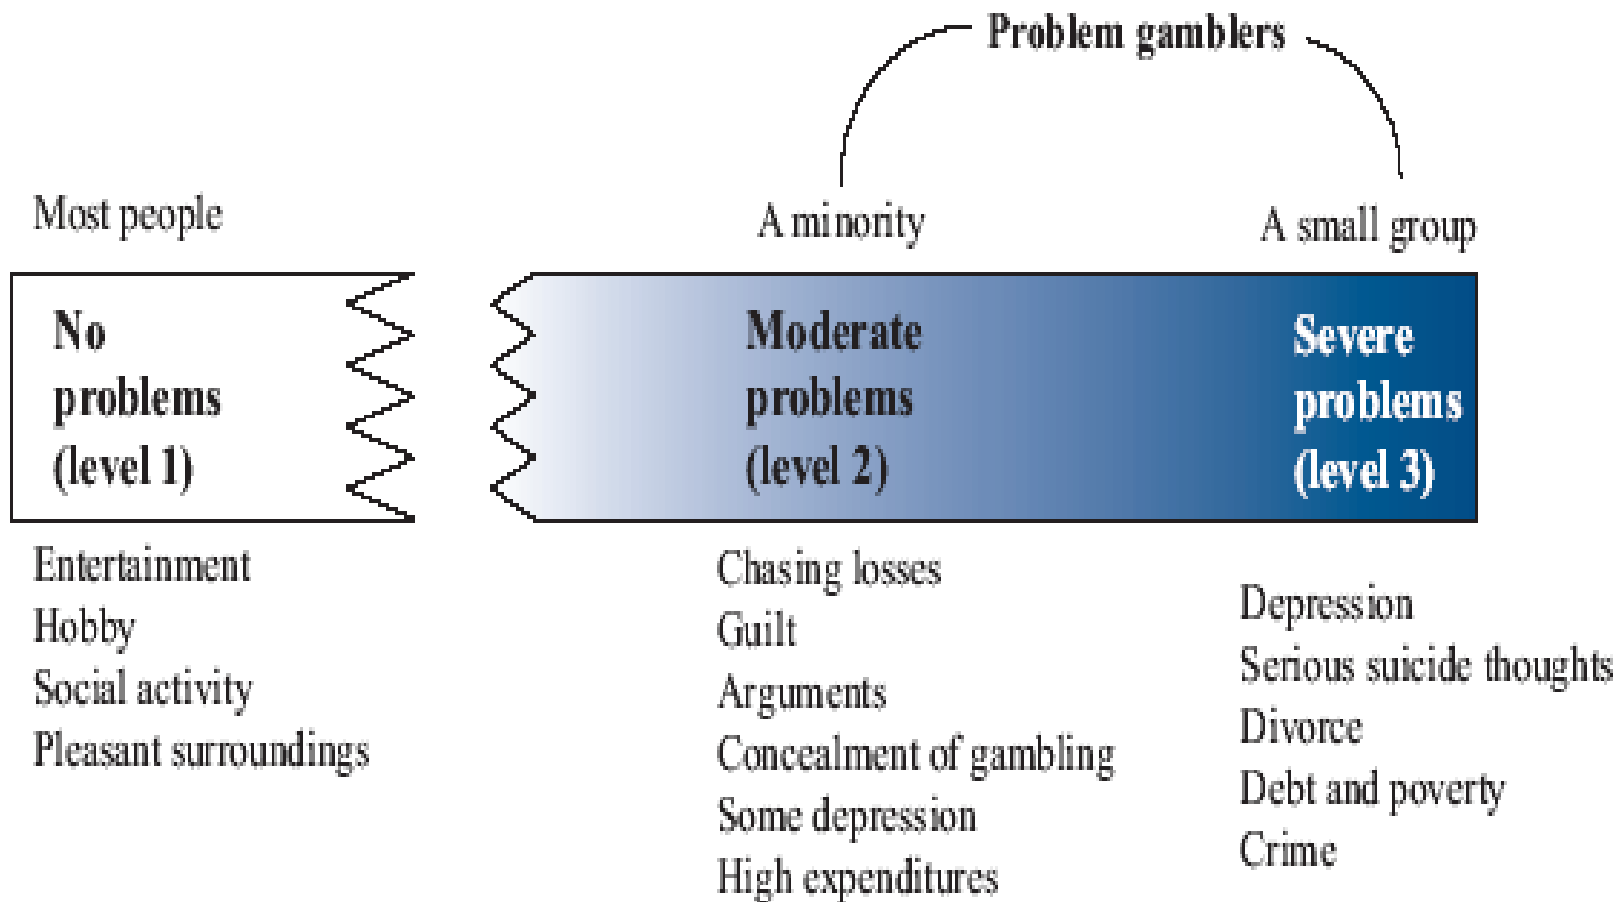 Problem gamblers
Most people
A minority
A small group
No
problems
(level 1)
Moderate
problems
(level 2)
Severe
problems
(level 3)
Entertainment
Hobby
Social activity
Pleasant surroundings
Chasing losses
Guilt
Arguments
Concealment of gambling
Some depression
High expenditures
Depression
Serious suicide thoughts
Divorce
Debt and poverty
Crime